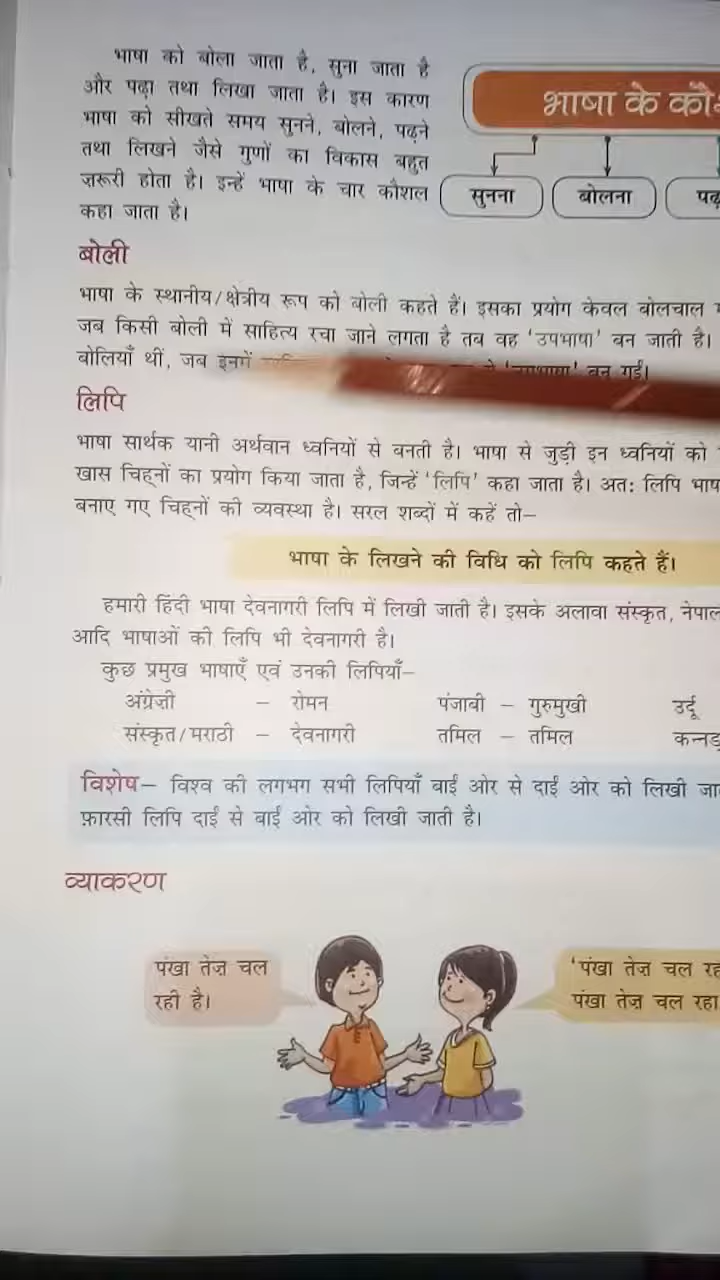 भाषा को बोला जाता है, सुना जाता है
और पढ़ा तथा लिखा जाता है। इस कारण
भाषा को सीखते समय सुनने, बोलने, पढ़ने
तथा लिखने जैसे गुणों का विकास बहुत
ज़रूरी होता है। इन्हें भाषा के चार कौशल
कहा जाता है।
भाषा के
सुनना
बोलना
बोली
भाषा के स्थानीय/क्षेत्रीय रूप को बोली कहते हैं। इसका प्रयोग केवल बोलचाल
जब किसी बोली में साहित्य रचा जाने लगता है तब वह 'उपभाषा' बन जाती है।
बोलियाँ थीं, जब इनमें 'उपभाषा' बन गईं।
लिपि
भाषा सार्थक यानी अर्थवान ध्वनियों से बनती है। भाषा से जुड़ी इन ध्वनियों को
खास चिह्नों का प्रयोग किया जाता है, जिन्हें 'लिपि' कहा जाता है। अतः लिपि
बनाए गए चिह्नों की व्यवस्था है। सरल शब्दों में कहें तो–
भाषा के लिखने की विधि को लिपि कहते हैं।
हमारी हिंदी भाषा देवनागरी लिपि में लिखी जाती है। इसके अलावा संस्कृत,
आदि भाषाओं की लिपि भी देवनागरी है।
कुछ प्रमुख भाषाएँ एवं उनकी लिपियाँ–
अंग्रेज़ी – रोमन पंजाबी – गुरुमुखी उर्दू
संस्कृत/मराठी – देवनागरी तमिल – तमिल
विशेष– विश्व की लगभग सभी लिपियाँ बाईं ओर से दाईं ओर को लिखी
फ़ारसी लिपि दाईं से बाईं ओर को लिखी जाती है।
व्याकरण
पंखा तेज़ चल
रही है।
'पंखा तेज़ चल
पंखा तेज़ चल रहा